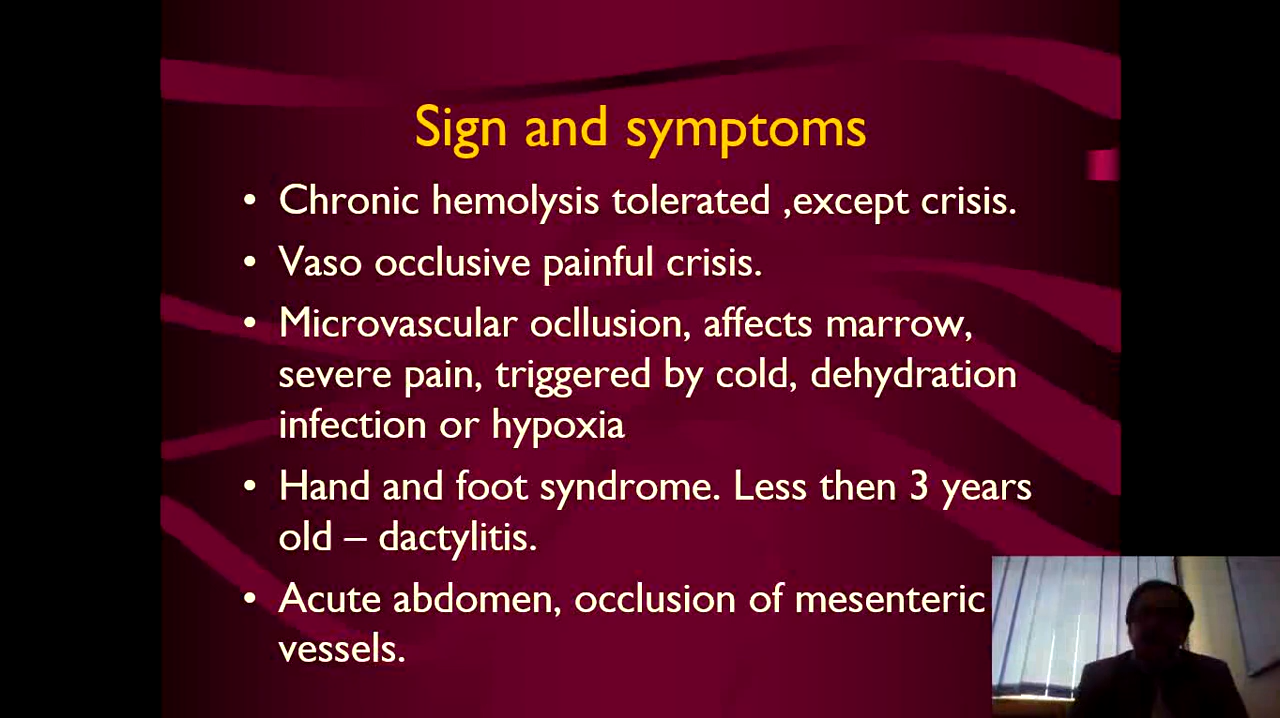 Sign and symptoms
• Chronic hemolysis tolerated ,except crisis.
• Vaso occlusive painful crisis.
• Microvascular ocllusion, affects marrow,
severe pain, triggered by cold, dehydration
infection or hypoxia
• Hand and foot syndrome. Less then 3 years
old – dactylitis.
• Acute abdomen, occlusion of mesenteric
vessels.